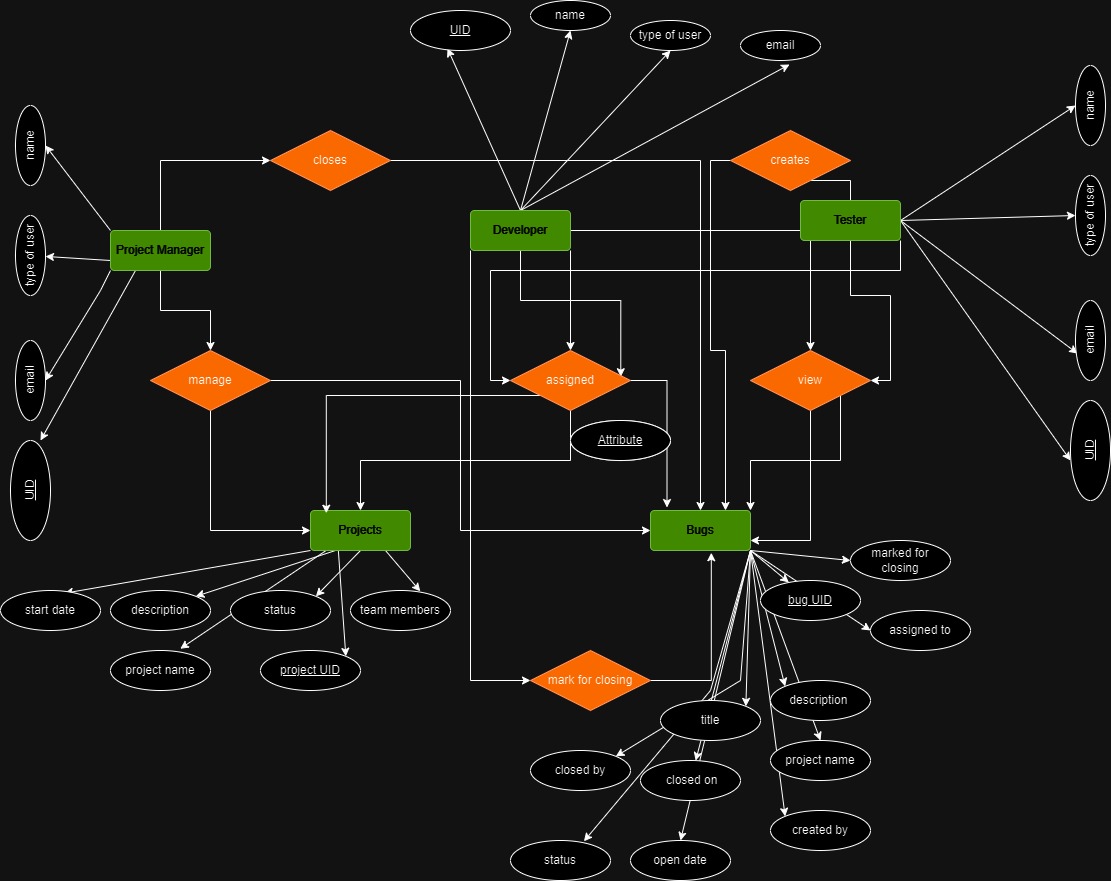 UID
name
type of user
email
name
closes
creates
name
type of user
Project Manager
Developer
Tester
type of user
email
manage
assigned
view
email
UID
Attribute
UID
Projects
Bugs
marked for
closing
start date
description
status
team members
bug UID
assigned to
project name
project UID
mark for closing
title
description
closed by
closed on
project name
created by
status
open date